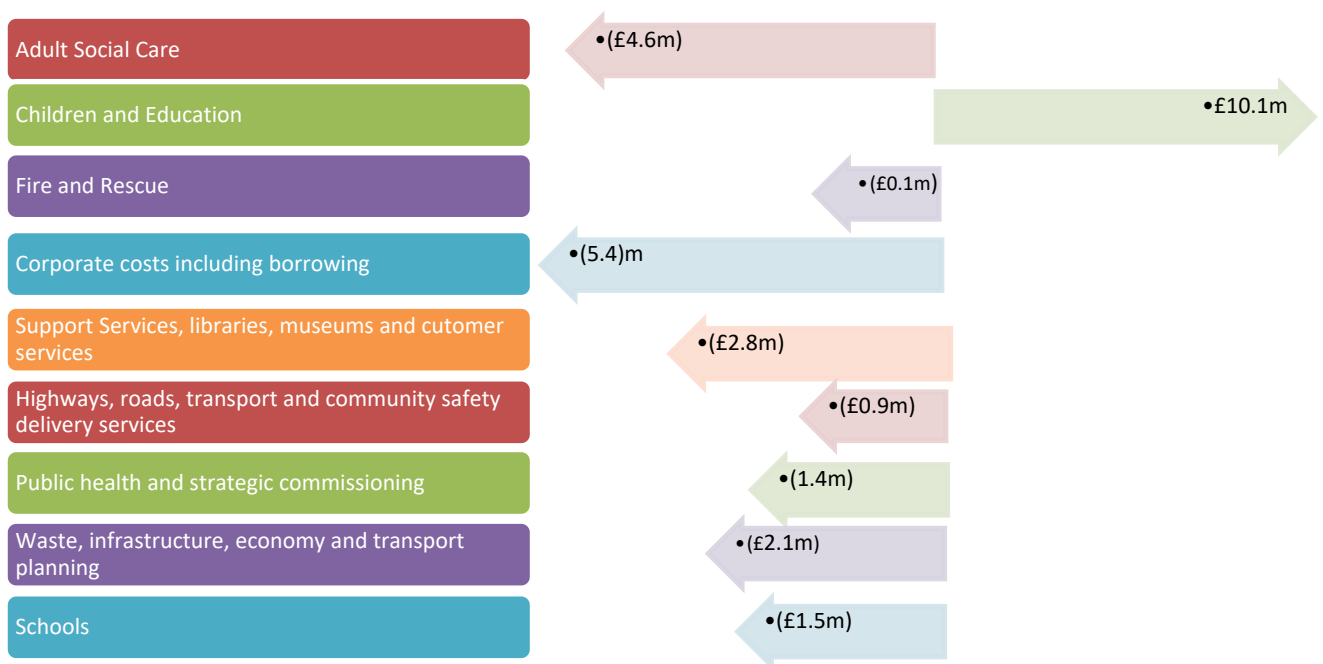 Adult Social Care
•(£4.6m)
Children and Education
•£10.1m
Fire and Rescue
•(£0.1m)
Corporate costs including borrowing
•(5.4)m
Support Services, libraries, museums and cutomer
services
•(£2.8m)
Highways, roads, transport and community safety
delivery services
•(£0.9m)
Public health and strategic commissioning
•(1.4m)
Waste, infrastructure, economy and transport
planning
•(£2.1m)
Schools
•(£1.5m)